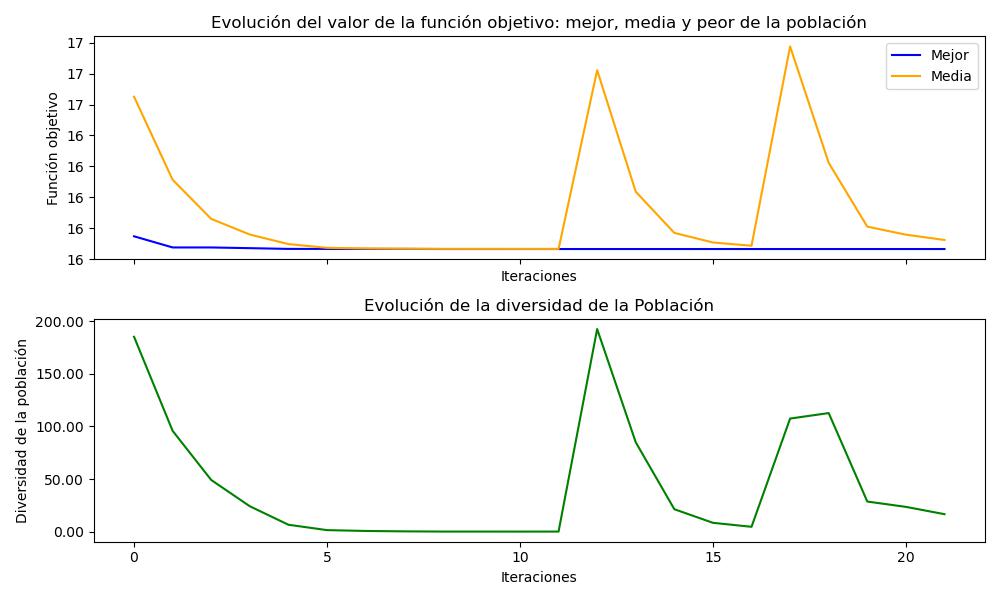 Evolución del valor de la función objetivo: mejor, media y peor de la población
Función objetivo
17
17
17
16
16
16
16
16
Mejor
Media
Iteraciones
Evolución de la diversidad de la Población
Diversidad de la población
200.00
150.00
100.00
50.00
0.00
0 5 10 15 20
Iteraciones